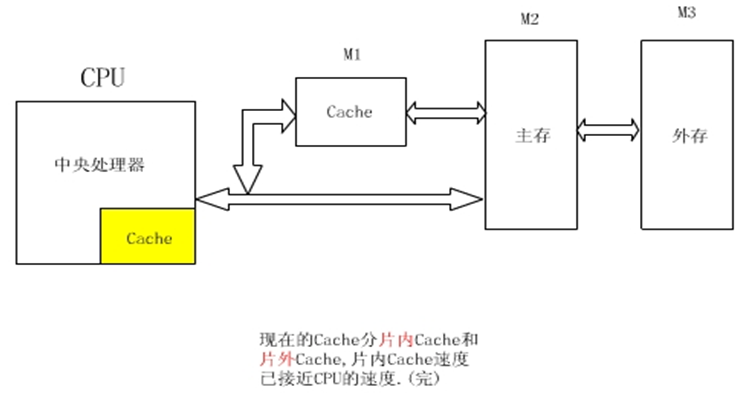 M3
M2
M1
CPU
Cache
主存
外存
中央处理器
Cache
现在的Cache分片内Cache和
片外Cache,片内Cache速度
已接近CPU的速度.(完)